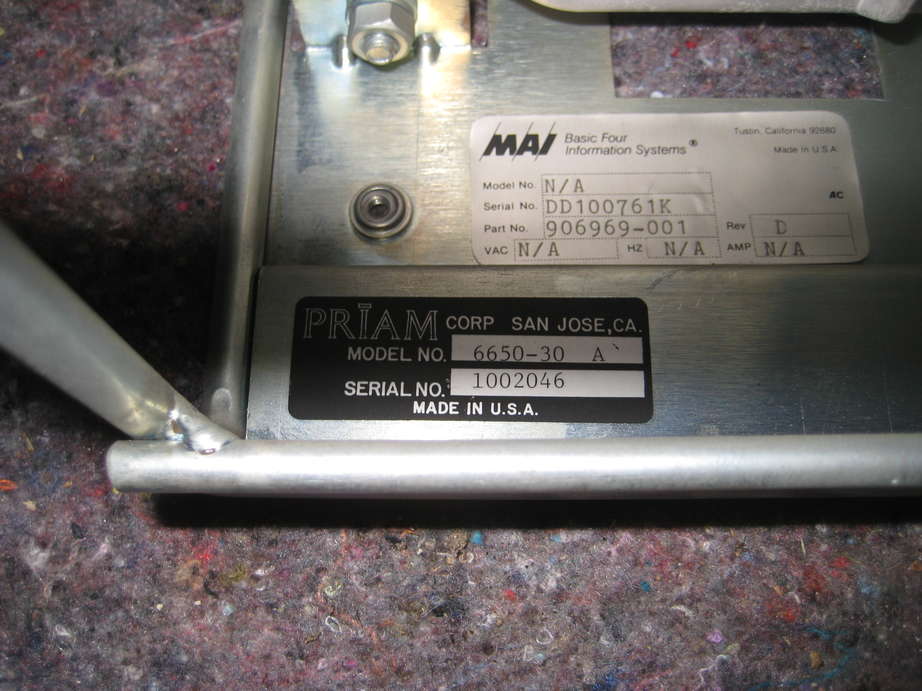 MAI Basic Four
Information Systems®
Tustin, California 92680
Made In U.S.A.
Model No. N/A
AC
Serial No. DD100761K
Part No. 906969-001 Rev D
VAC N/A HZ N/A AMP N/A
PRIAM CORP SAN JOSE, CA.
MODEL NO. 6650-30 A
SERIAL NO. 1002046
MADE IN U.S.A.